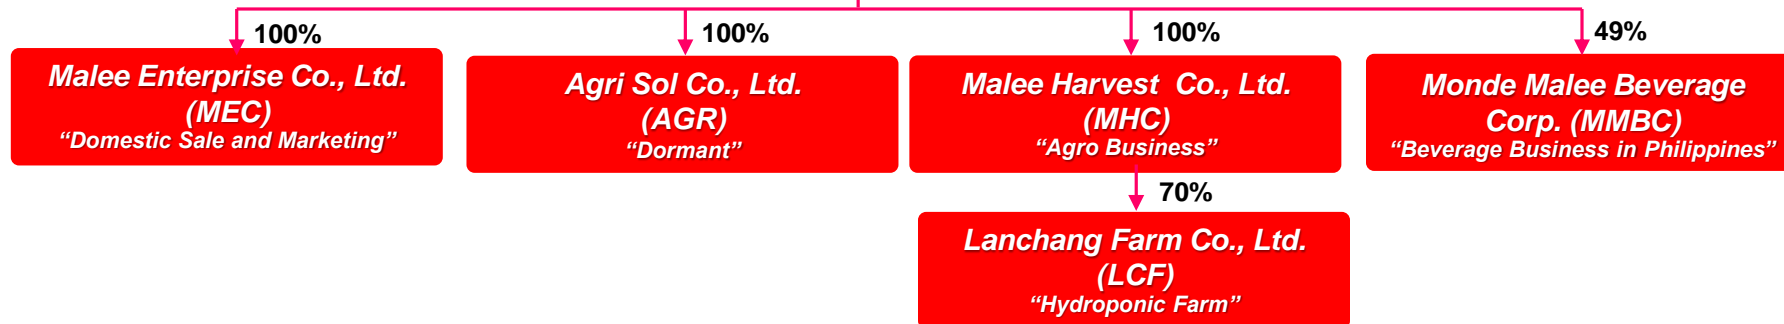 100%
100%
100%
49%
Malee Enterprise Co., Ltd.
(MEC)
“Domestic Sale and Marketing”
Agri Sol Co., Ltd.
(AGR)
“Dormant”
Malee Harvest Co., Ltd.
(MHC)
“Agro Business”
Monde Malee Beverage
Corp. (MMBC)
“Beverage Business in Philippines”
70%
Lanchang Farm Co., Ltd.
(LCF)
“Hydroponic Farm”